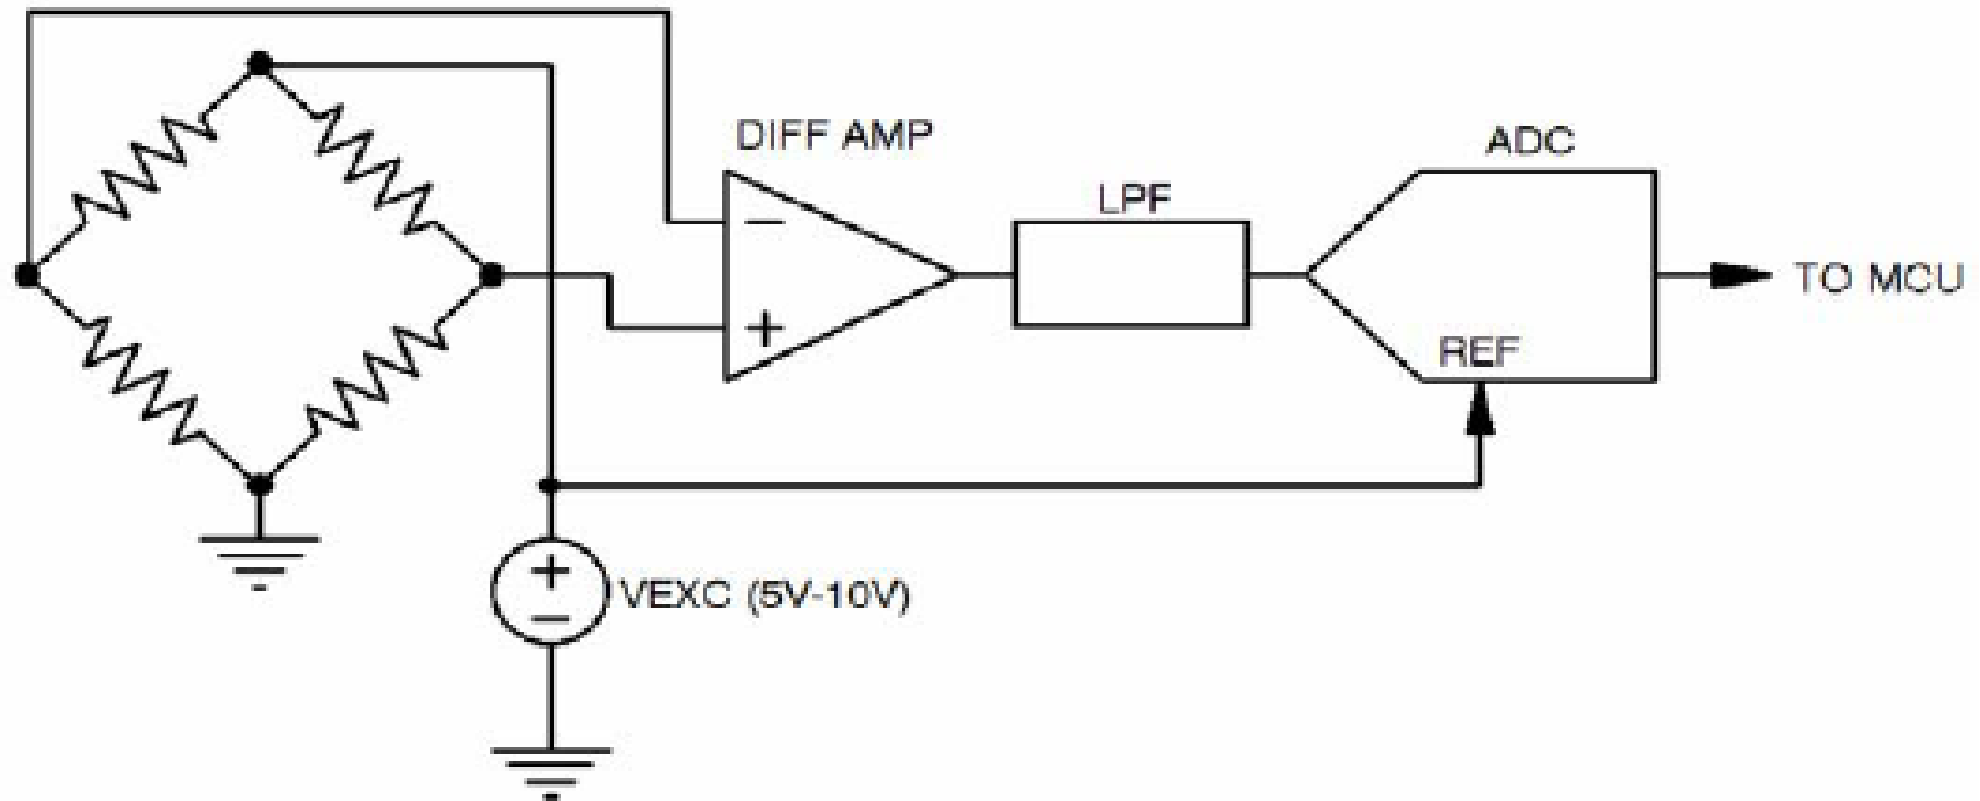 DIFF AMP
ADC
LPF
TO MCU
REF
VEXC (5V-10V)